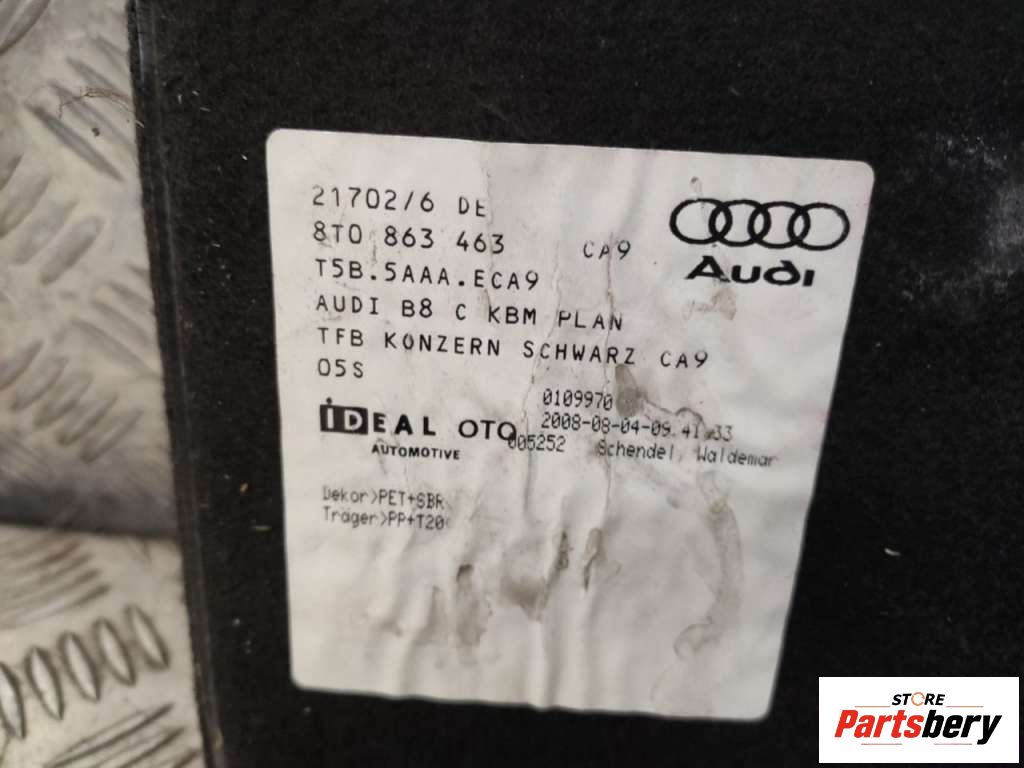 21702/6 DE
8T0 863 463 CA9
T5B.5AAA.ECA9
AUDI B8 C KBM PLAN
TFB KONZERN SCHWARZ CA9
05S
Audi
0109970
2008-08-04-09.41.33
005252 Schendel, Waldemar
IDEAL OTO
AUTOMOTIVE
Dekor>PET+SBR
Träger>PP+T20<
STORE
Partsbery